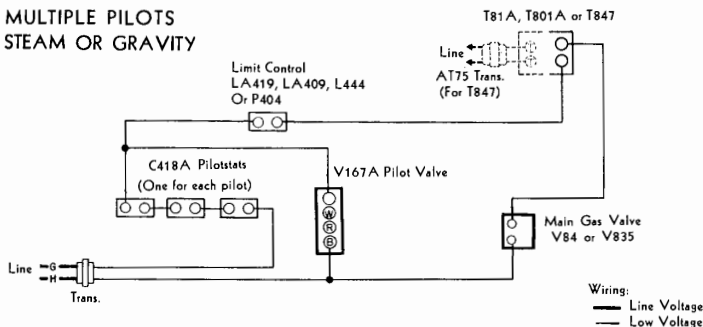 MULTIPLE PILOTS
STEAM OR GRAVITY
T81A, T801A or T847
Line
AT75 Trans.
(For T847)
Limit Control
LA419, LA409, L444
Or P404
C418A Pilotstats
(One for each pilot)
V167A Pilot Valve
W
R
B
Main Gas Valve
V84 or V835
Line
G
H
Trans.
Wiring:
Line Voltage
Low Voltage